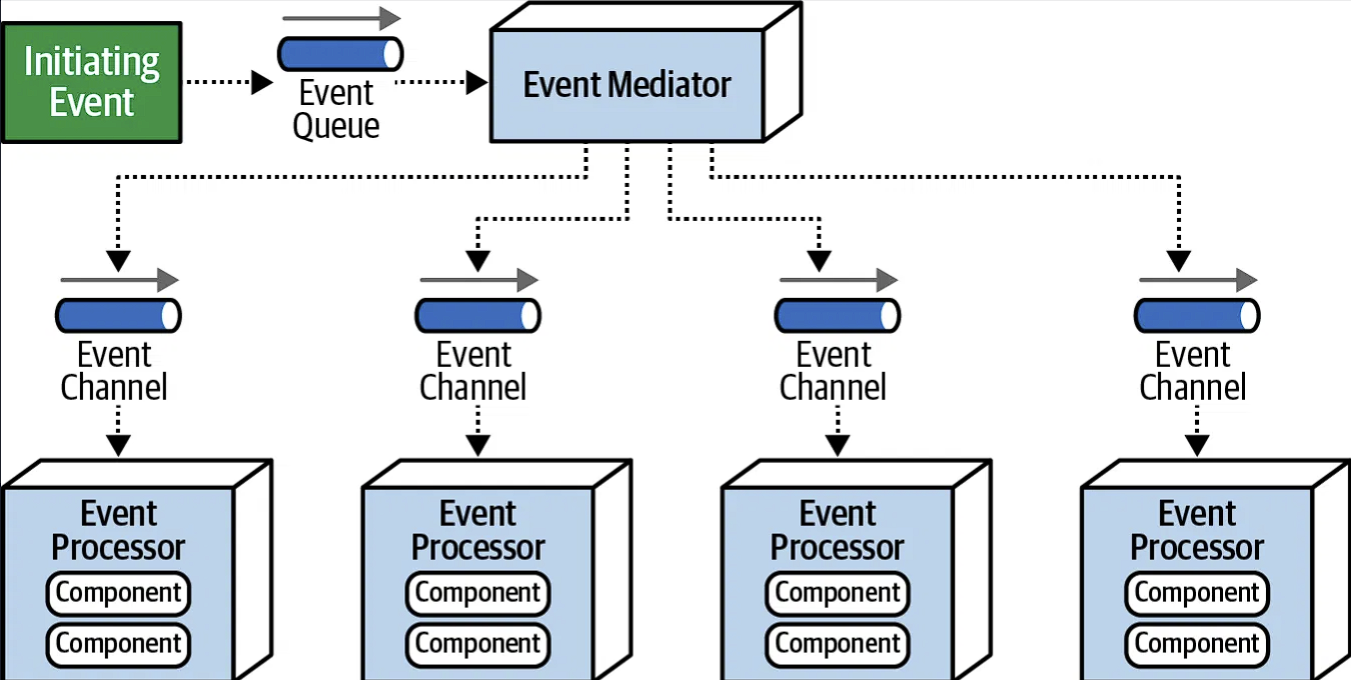 Initiating
Event
Event
Queue
Event Mediator
Event
Channel
Event
Channel
Event
Channel
Event
Channel
Event
Processor
Component
Component
Event
Processor
Component
Component
Event
Processor
Component
Component
Event
Processor
Component
Component